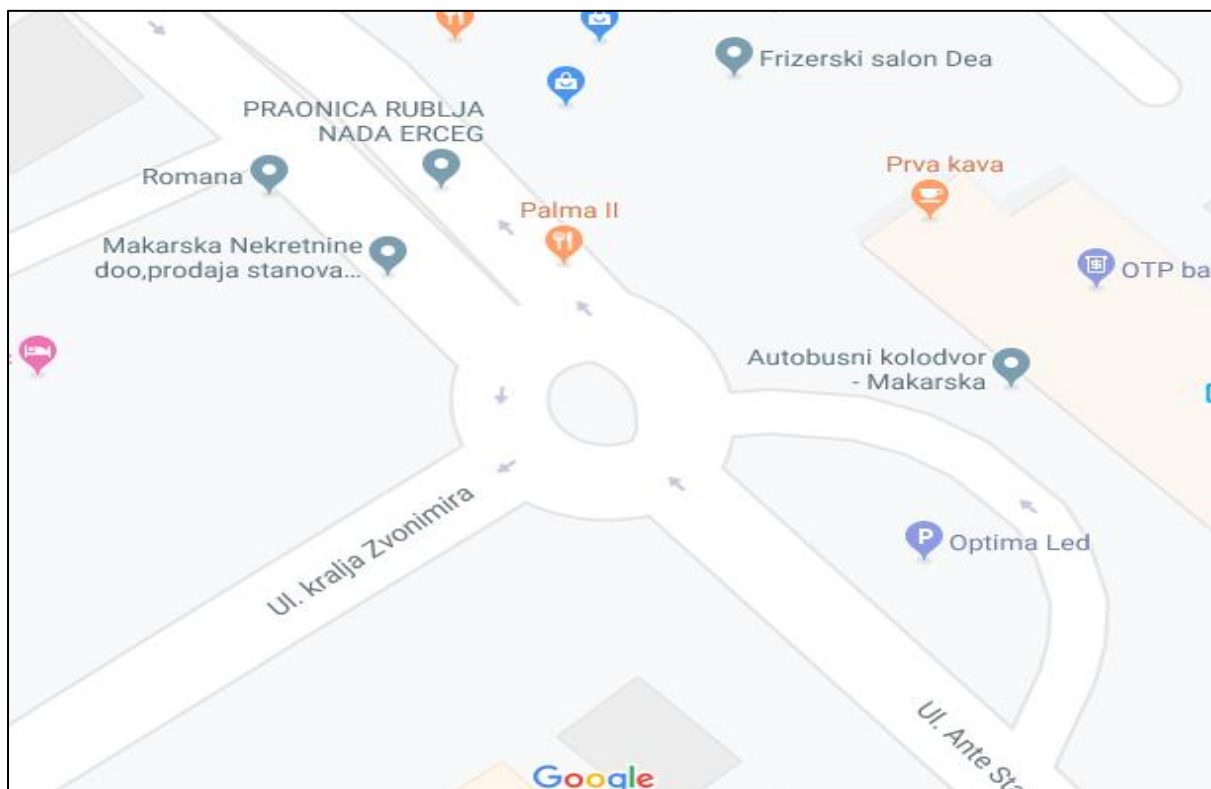 Frizerski salon Dea
PRAONICA RUBLJA
NADA ERCEG
Prva kava
Romana
Palma II
Makarska Nekretnine
doo,prodaja stanova...
OTP ba
Autobusni kolodvor
- Makarska
P
Optima Led
Ul. kralja Zvonimira
Ul. Ante Sta
Google